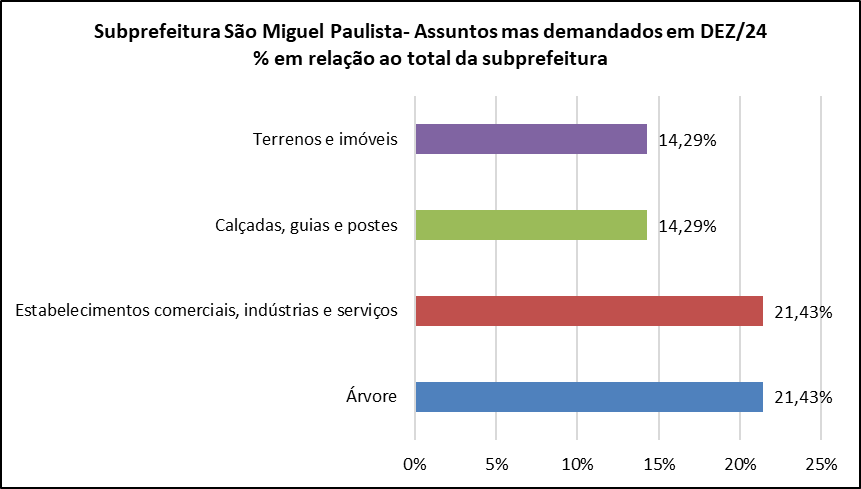 Subprefeitura São Miguel Paulista- Assuntos mas demandados em DEZ/24
% em relação ao total da subprefeitura
Terrenos e imóveis
14,29%
Calçadas, guias e postes
14,29%
Estabelecimentos comerciais, indústrias e serviços
21,43%
Árvore
21,43%
0% 5% 10% 15% 20% 25%